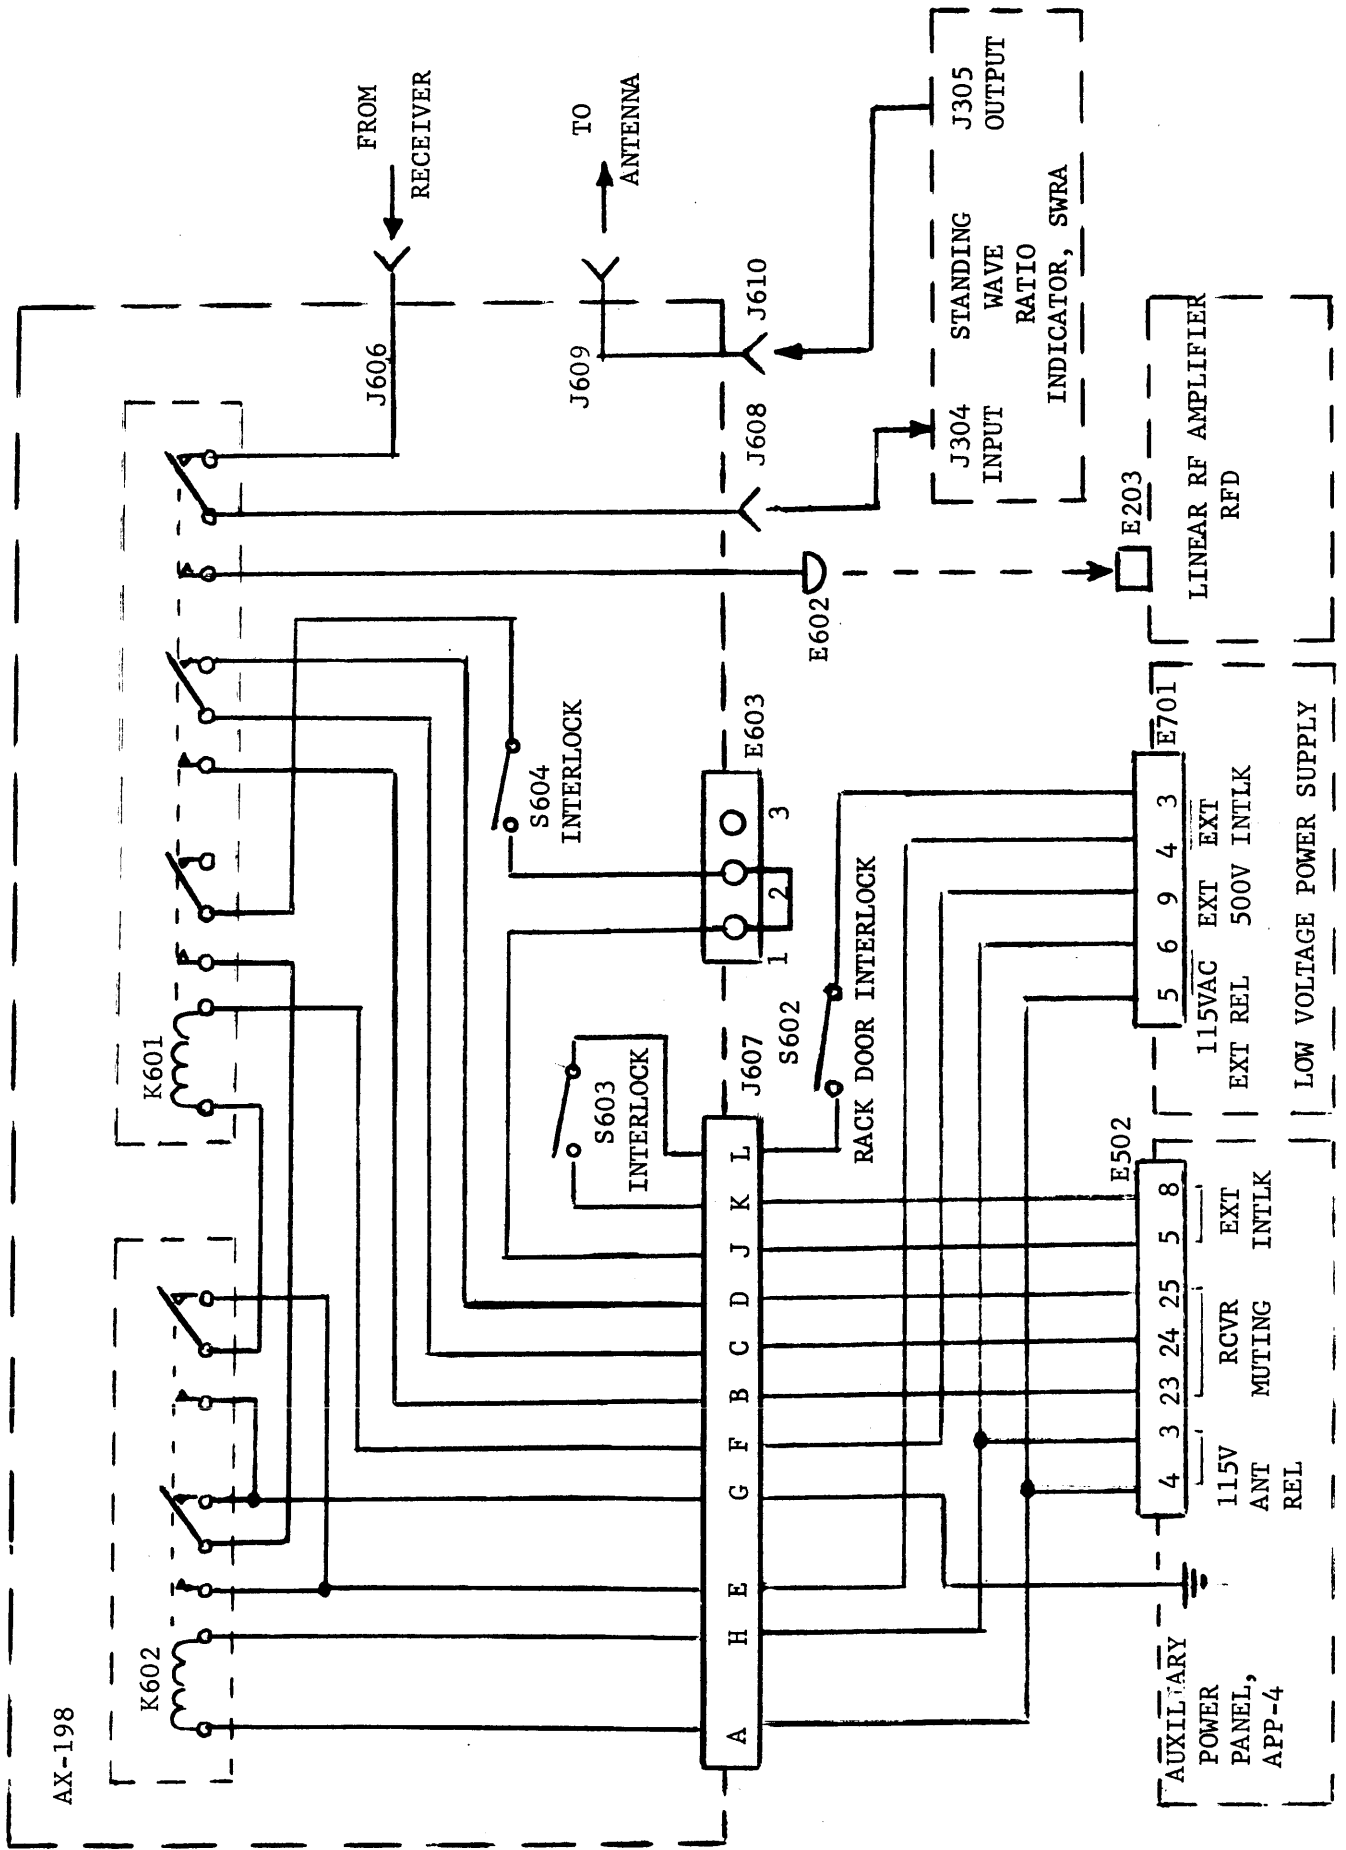 AX-198
K602
K601
FROM
RECEIVER
J606
TO
ANTENNA
J609
S604
INTERLOCK
S603
INTERLOCK
A
H
E
G
F
B
C
D
J
K
L
J607
1
2
3
E603
J608
J610
E602
S602
RACK DOOR INTERLOCK
J304
INPUT
STANDING
WAVE
RATIO
INDICATOR, SWRA
J305
OUTPUT
E203
LINEAR RF AMPLIFIER
RFD
E502
4
3
23
24
25
5
8
115V
ANT
REL
RCVR
MUTING
EXT
INTLK
AUXILIARY
POWER
PANEL,
APP-4
E701
5
6
9
4
3
115VAC
EXT REL
EXT
EXT
500V INTLK
LOW VOLTAGE POWER SUPPLY